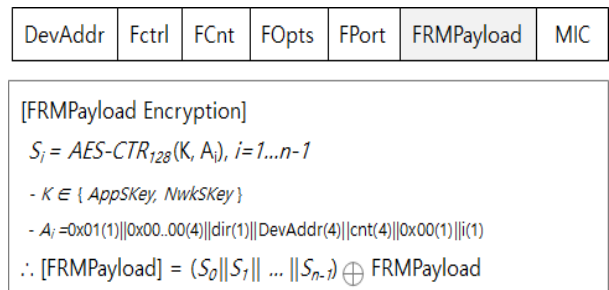 DevAddr Fctrl FCnt FOpts FPort FRMPayload MIC
[FRMPayload Encryption]
Sᵢ = AES-CTR₁₂₈(K, Aᵢ), i=1...n-1
- K ∈ { AppSKey, NwkSKey }
- Aᵢ =0x01(1)||0x00..00(4)||dir(1)||DevAddr(4)||cnt(4)||0x00(1)||i(1)
∴ [FRMPayload] = (S₀||S₁|| ... ||Sₙ₋₁) ⊕ FRMPayload